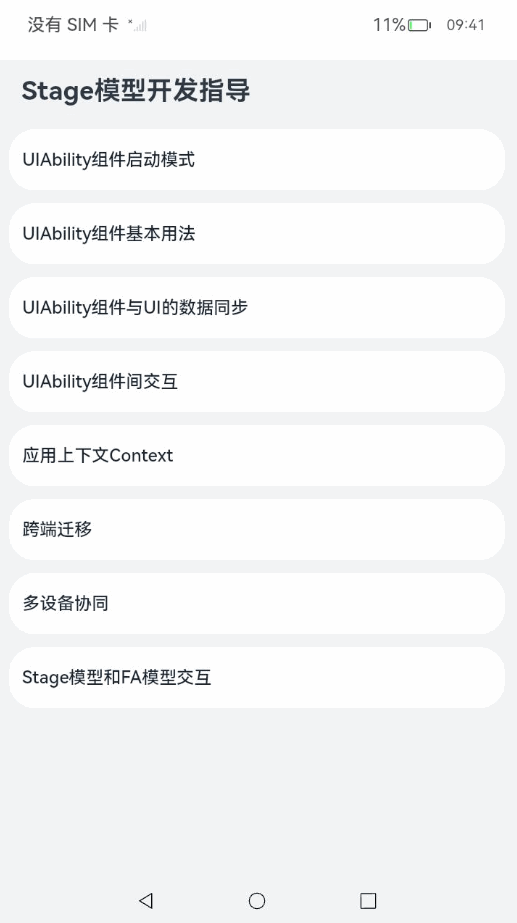 没有 SIM 卡 11% 09:41
Stage模型开发指导
UIAbility组件启动模式
UIAbility组件基本用法
UIAbility组件与UI的数据同步
UIAbility组件间交互
应用上下文Context
跨端迁移
多设备协同
Stage模型和FA模型交互